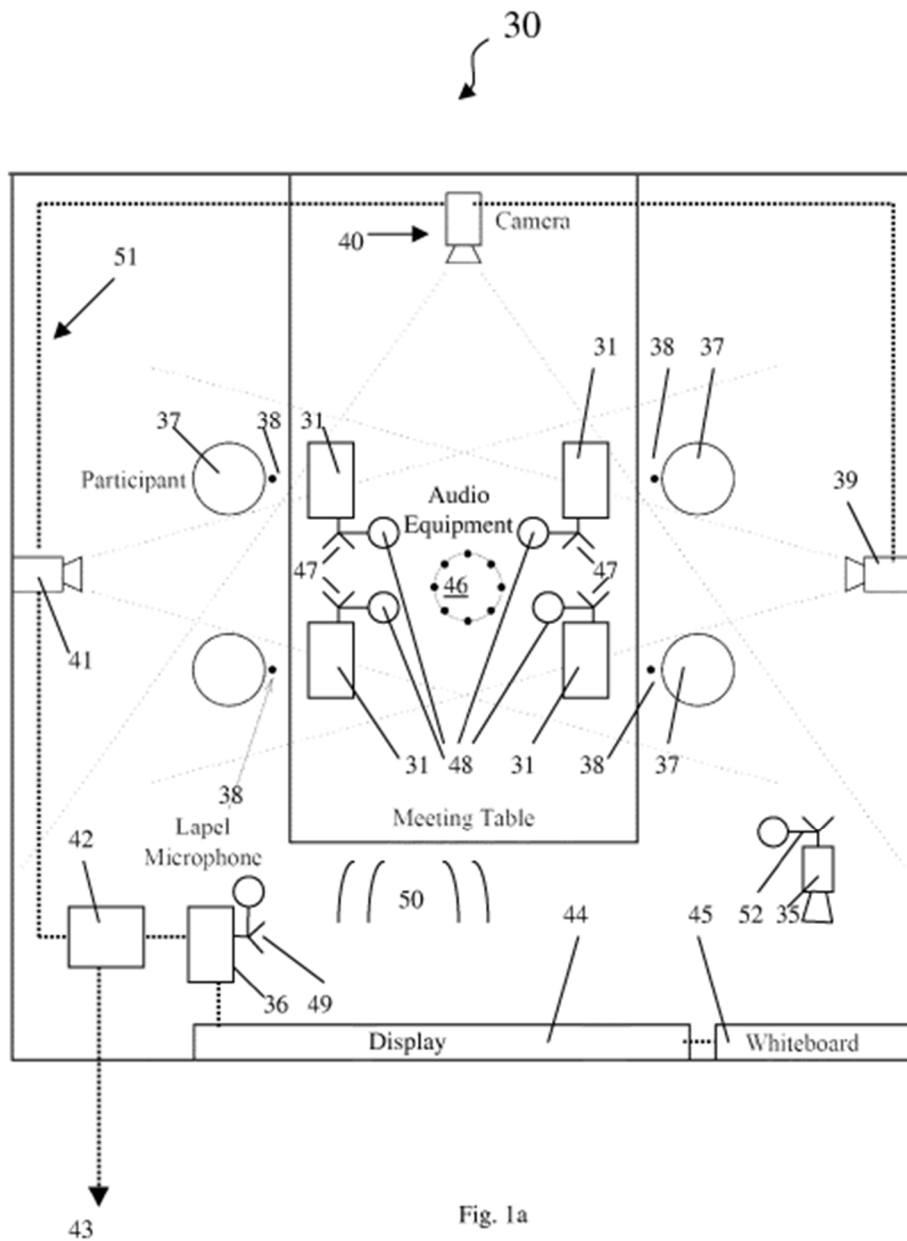 30
40
Camera
51
31
38
37
37
38
31
39
Participant
Audio
Equipment
47
46
47
41
31
48
31
38
37
38
Meeting Table
Lapel
Microphone
42
50
44
45
52
35
36
49
Display
Whiteboard
43
Fig. 1a